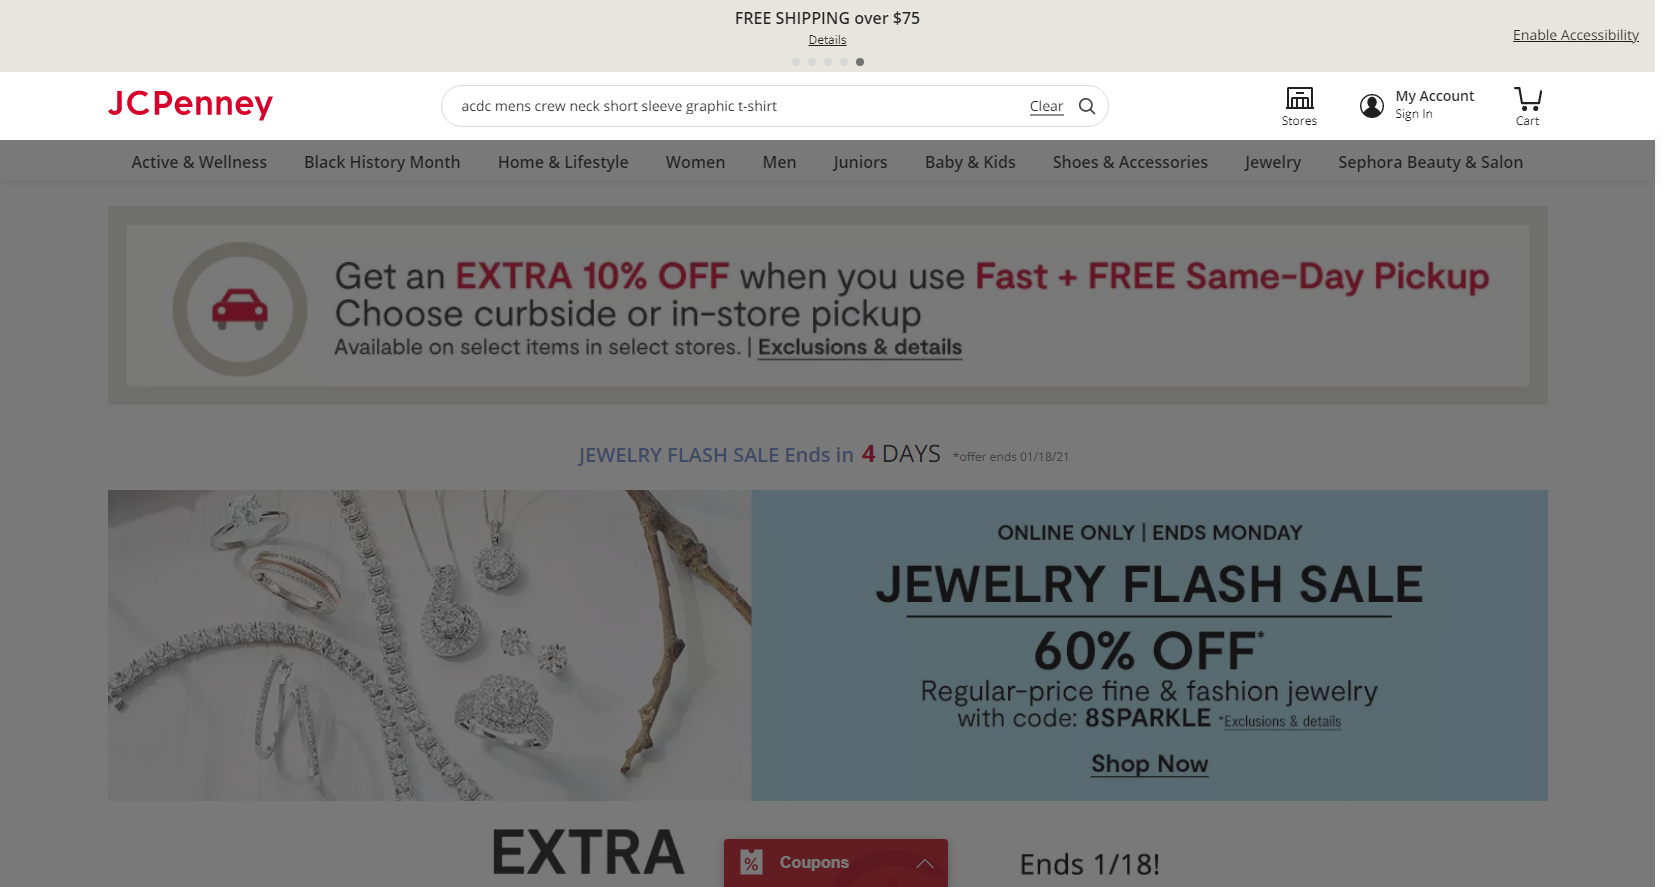 FREE SHIPPING over $75
Details
Enable Accessibility
JCPenney
acdc mens crew neck short sleeve graphic t-shirt
Clear
Stores
My Account
Sign In
Cart
Active & Wellness
Black History Month
Home & Lifestyle
Women
Men
Juniors
Baby & Kids
Shoes & Accessories
Jewelry
Sephora Beauty & Salon
Get an EXTRA 10% OFF when you use Fast + FREE Same-Day Pickup
Choose curbside or in-store pickup
Available on select items in select stores. | Exclusions & details
JEWELRY FLASH SALE Ends in 4 DAYS *offer ends 01/18/21
ONLINE ONLY | ENDS MONDAY
JEWELRY FLASH SALE
60% OFF*
Regular-price fine & fashion jewelry
with code: 8SPARKLE *Exclusions & details
Shop Now
EXTRA
% Coupons
Ends 1/18!